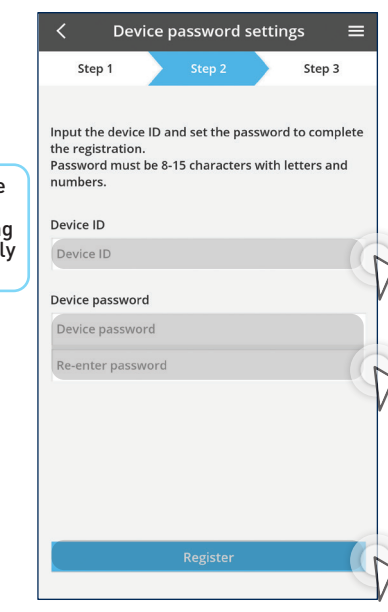 Device password settings
Step 1 Step 2 Step 3
Input the device ID and set the password to complete
the registration.
Password must be 8-15 characters with letters and
numbers.
Device ID
Device ID
Device password
Device password
Re-enter password
Register